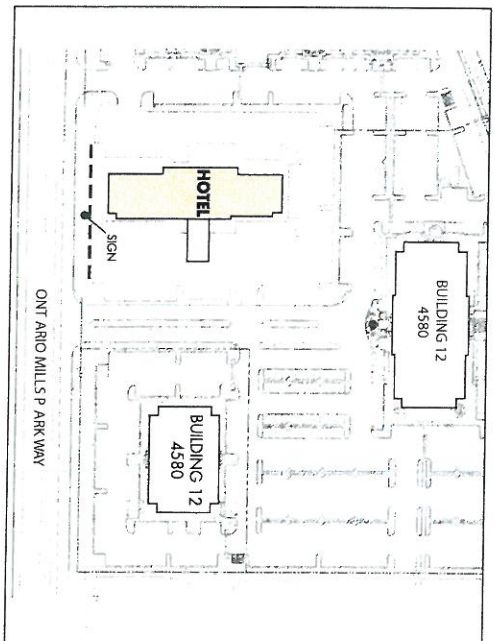 HOTEL
SIGN
BUILDING 12
4580
BUILDING 12
4580
ONT ARIO MILLS P ARKWAY